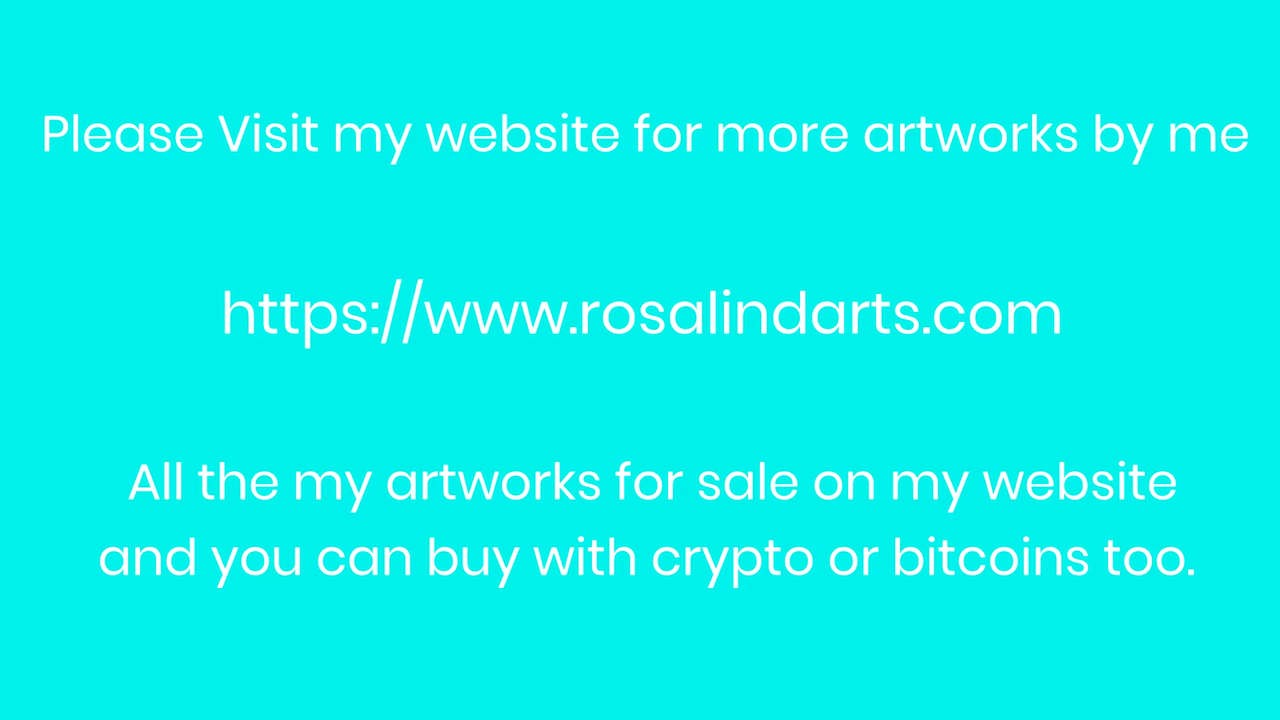 Please Visit my website for more artworks by me
https://www.rosalindarts.com
All the my artworks for sale on my website
and you can buy with crypto or bitcoins too.